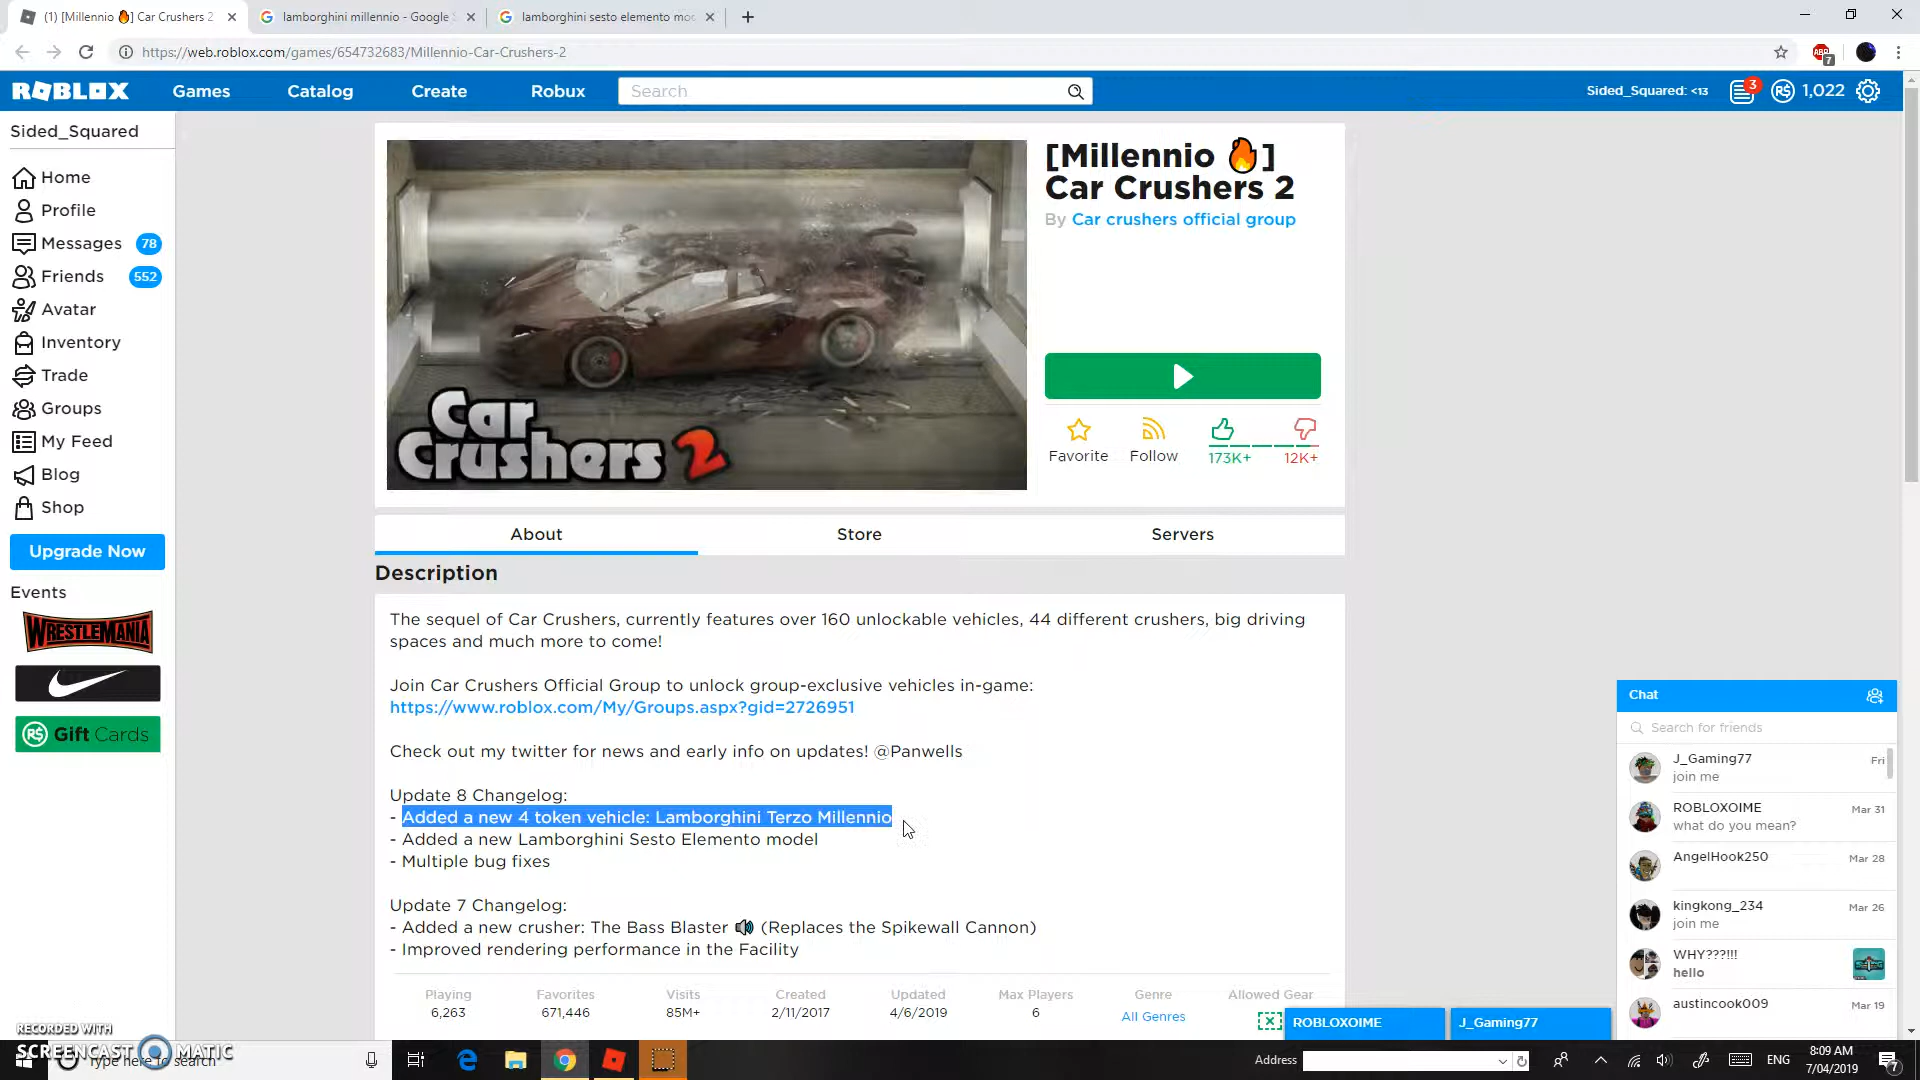 (1) [Millennio 🔥] Car Crushers 2
lamborghini millennio - Google S
lamborghini sesto elemento mod
https://web.roblox.com/games/654732683/Millennio-Car-Crushers-2
ABP
7
ROBLOX
Games
Catalog
Create
Robux
Search
Sided_Squared: <13
3
R$
1,022
Sided_Squared
Home
Profile
Messages 78
Friends 552
Avatar
Inventory
Trade
Groups
My Feed
Blog
Shop
Upgrade Now
Events
WRESTLEMANIA
R$ Gift Cards
Car
Crushers 2
[Millennio 🔥]
Car Crushers 2
By Car crushers official group
Favorite
Follow
173K+
12K+
About
Store
Servers
Description
The sequel of Car Crushers, currently features over 160 unlockable vehicles, 44 different crushers, big driving
spaces and much more to come!
Join Car Crushers Official Group to unlock group-exclusive vehicles in-game:
https://www.roblox.com/My/Groups.aspx?gid=2726951
Check out my twitter for news and early info on updates! @Panwells
Update 8 Changelog:
- Added a new 4 token vehicle: Lamborghini Terzo Millennio
- Added a new Lamborghini Sesto Elemento model
- Multiple bug fixes
Update 7 Changelog:
- Added a new crusher: The Bass Blaster 🔊 (Replaces the Spikewall Cannon)
- Improved rendering performance in the Facility
Playing
6,263
Favorites
671,446
Visits
85M+
Created
2/11/2017
Updated
4/6/2019
Max Players
6
Genre
All Genres
Allowed Gear
Chat
Search for friends
J_Gaming77
Fri
join me
ROBLOXOIME
Mar 31
what do you mean?
AngelHook250
Mar 28
kingkong_234
Mar 26
join me
WHY???!!!
hello
austincook009
Mar 19
ROBLOXOIME
J_Gaming77
RECORDED WITH
SCREENCAST MATIC
Type here to search
Address
ENG
8:09 AM
7/04/2019
7